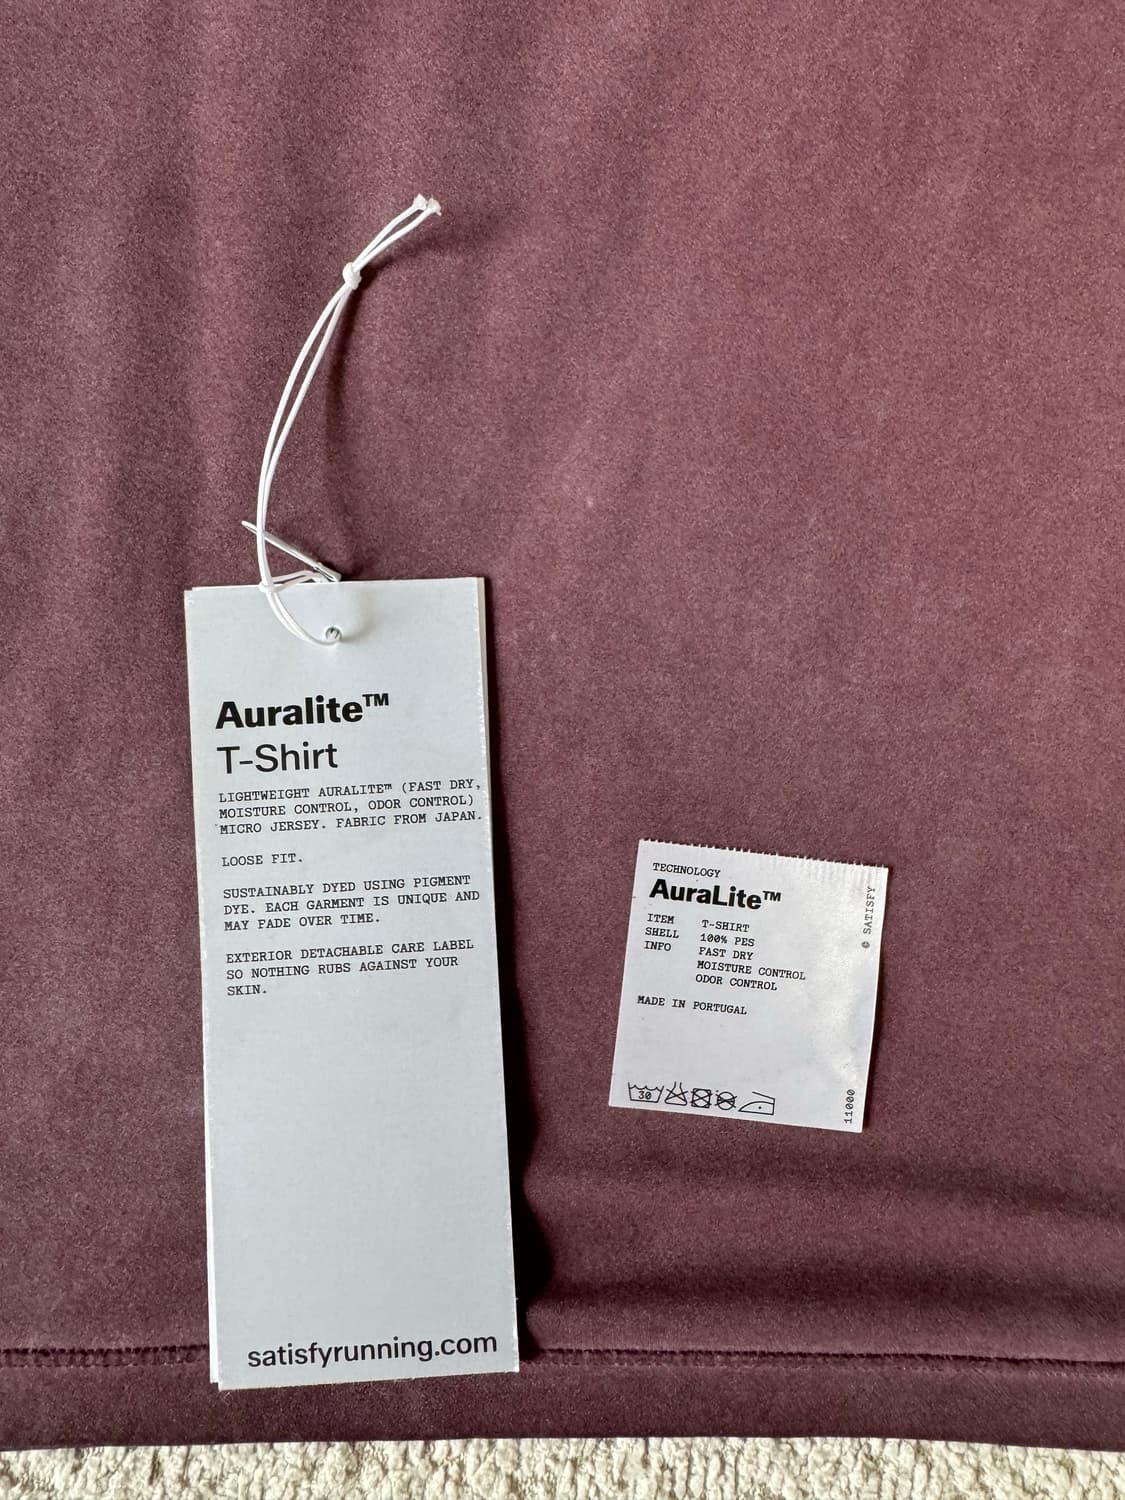 Auralite™
T-Shirt
LIGHTWEIGHT AURALITE™ (FAST DRY,
MOISTURE CONTROL, ODOR CONTROL)
MICRO JERSEY. FABRIC FROM JAPAN.
LOOSE FIT.
SUSTAINABLY DYED USING PIGMENT
DYE. EACH GARMENT IS UNIQUE AND
MAY FADE OVER TIME.
EXTERIOR DETACHABLE CARE LABEL
SO NOTHING RUBS AGAINST YOUR
SKIN.
satisfyrunning.com
TECHNOLOGY
AuraLite™
ITEM T-SHIRT
SHELL 100% PES
INFO FAST DRY
MOISTURE CONTROL
ODOR CONTROL
MADE IN PORTUGAL
30
© SATISFY
11000